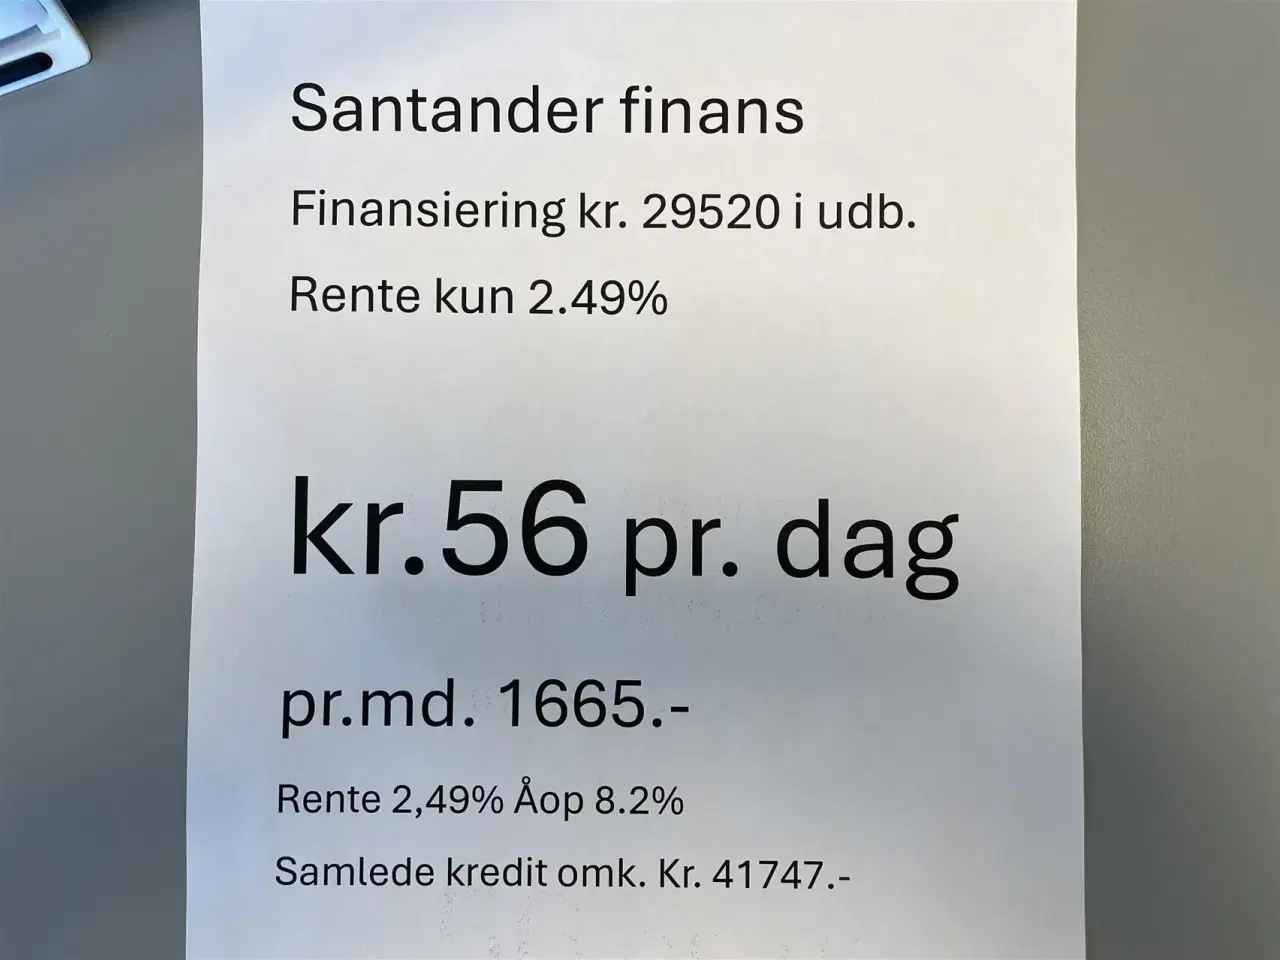 Santander finans
Finansiering kr. 29520 i udb.
Rente kun 2.49%
kr.56 pr. dag
pr.md. 1665.-
Rente 2,49% Åop 8.2%
Samlede kredit omk. Kr. 41747.-